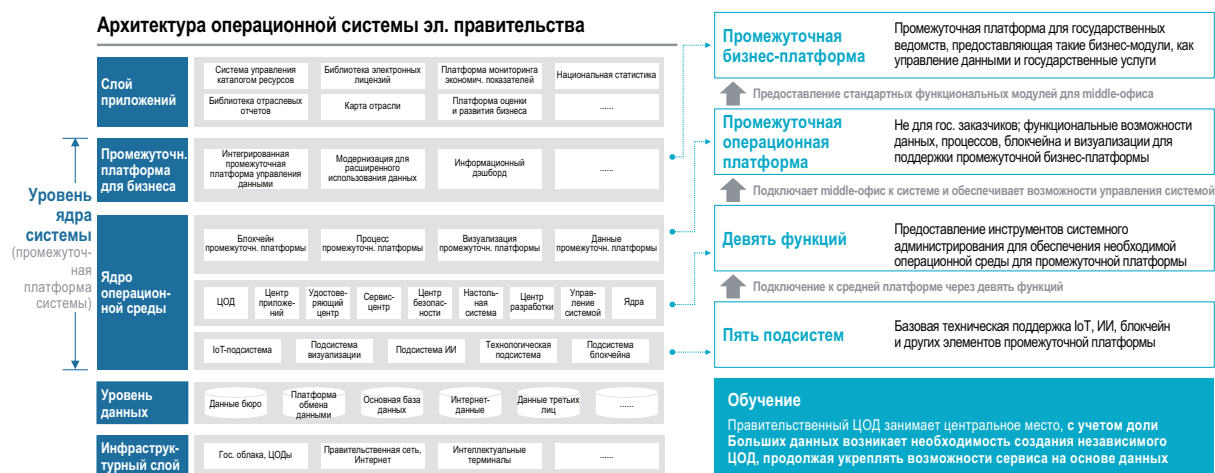 Архитектура операционной системы эл. правительства
Слой
приложений
Система управления
каталогом ресурсов
Библиотека электронных
лицензий
Платформа мониторинга
экономич. показателей
Национальная статистика
Библиотека отраслевых
отчетов
Карта отрасли
Платформа оценки
и развития бизнеса
......
Промежуточн.
платформа
для бизнеса
Интегрированная
промежуточная
платформа управления
данными
Модернизация для
расширенного
использования данных
Информационный
дэшборд
......
Уровень
ядра
системы
(промежуточ-
ная
платформа
системы)
Ядро
операцион-
ной среды
Блокчейн
промежуточн. платформы
Процесс
промежуточн. платформы
Визуализация
промежуточн. платформы
Данные
промежуточн. платформы
ЦОД
Центр
приложе-
ний
Удостове-
ряющий
центр
Сервис-
центр
Центр
безопас-
ности
Настоль-
ная
система
Центр
разработки
Управ-
ление
системой
Ядра
IoT-подсистема
Подсистема
визуализации
Подсистема ИИ
Технологическая
подсистема
Подсистема
блокчейна
Уровень
данных
Данные бюро
Платформа
обмена
данными
Основная база
данных
Интернет-
данные
Данные третьих
лиц
......
Инфраструк-
турный слой
Гос. облака, ЦОДы
Правительственная сеть,
Интернет
Интеллектуальные
терминалы
......
Промежуточная
бизнес-платформа
Промежуточная платформа для государственных
ведомств, предоставляющая такие бизнес-модули, как
управление данными и государственные услуги
Предоставление стандартных функциональных модулей для middle-офиса
Промежуточная
операционная
платформа
Не для гос. заказчиков; функциональные возможности
данных, процессов, блокчейна и визуализации для
поддержки промежуточной бизнес-платформы
Подключает middle-офис к системе и обеспечивает возможности управления системой
Девять функций
Предоставление инструментов системного
администрирования для обеспечения необходимой
операционной среды для промежуточной платформы
Подключение к средней платформе через девять функций
Пять подсистем
Базовая техническая поддержка IoT, ИИ, блокчейн
и других элементов промежуточной платформы
Обучение
Правительственный ЦОД занимает центральное место, с учетом доли
Больших данных возникает необходимость создания независимого
ЦОД, продолжая укреплять возможности сервиса на основе данных